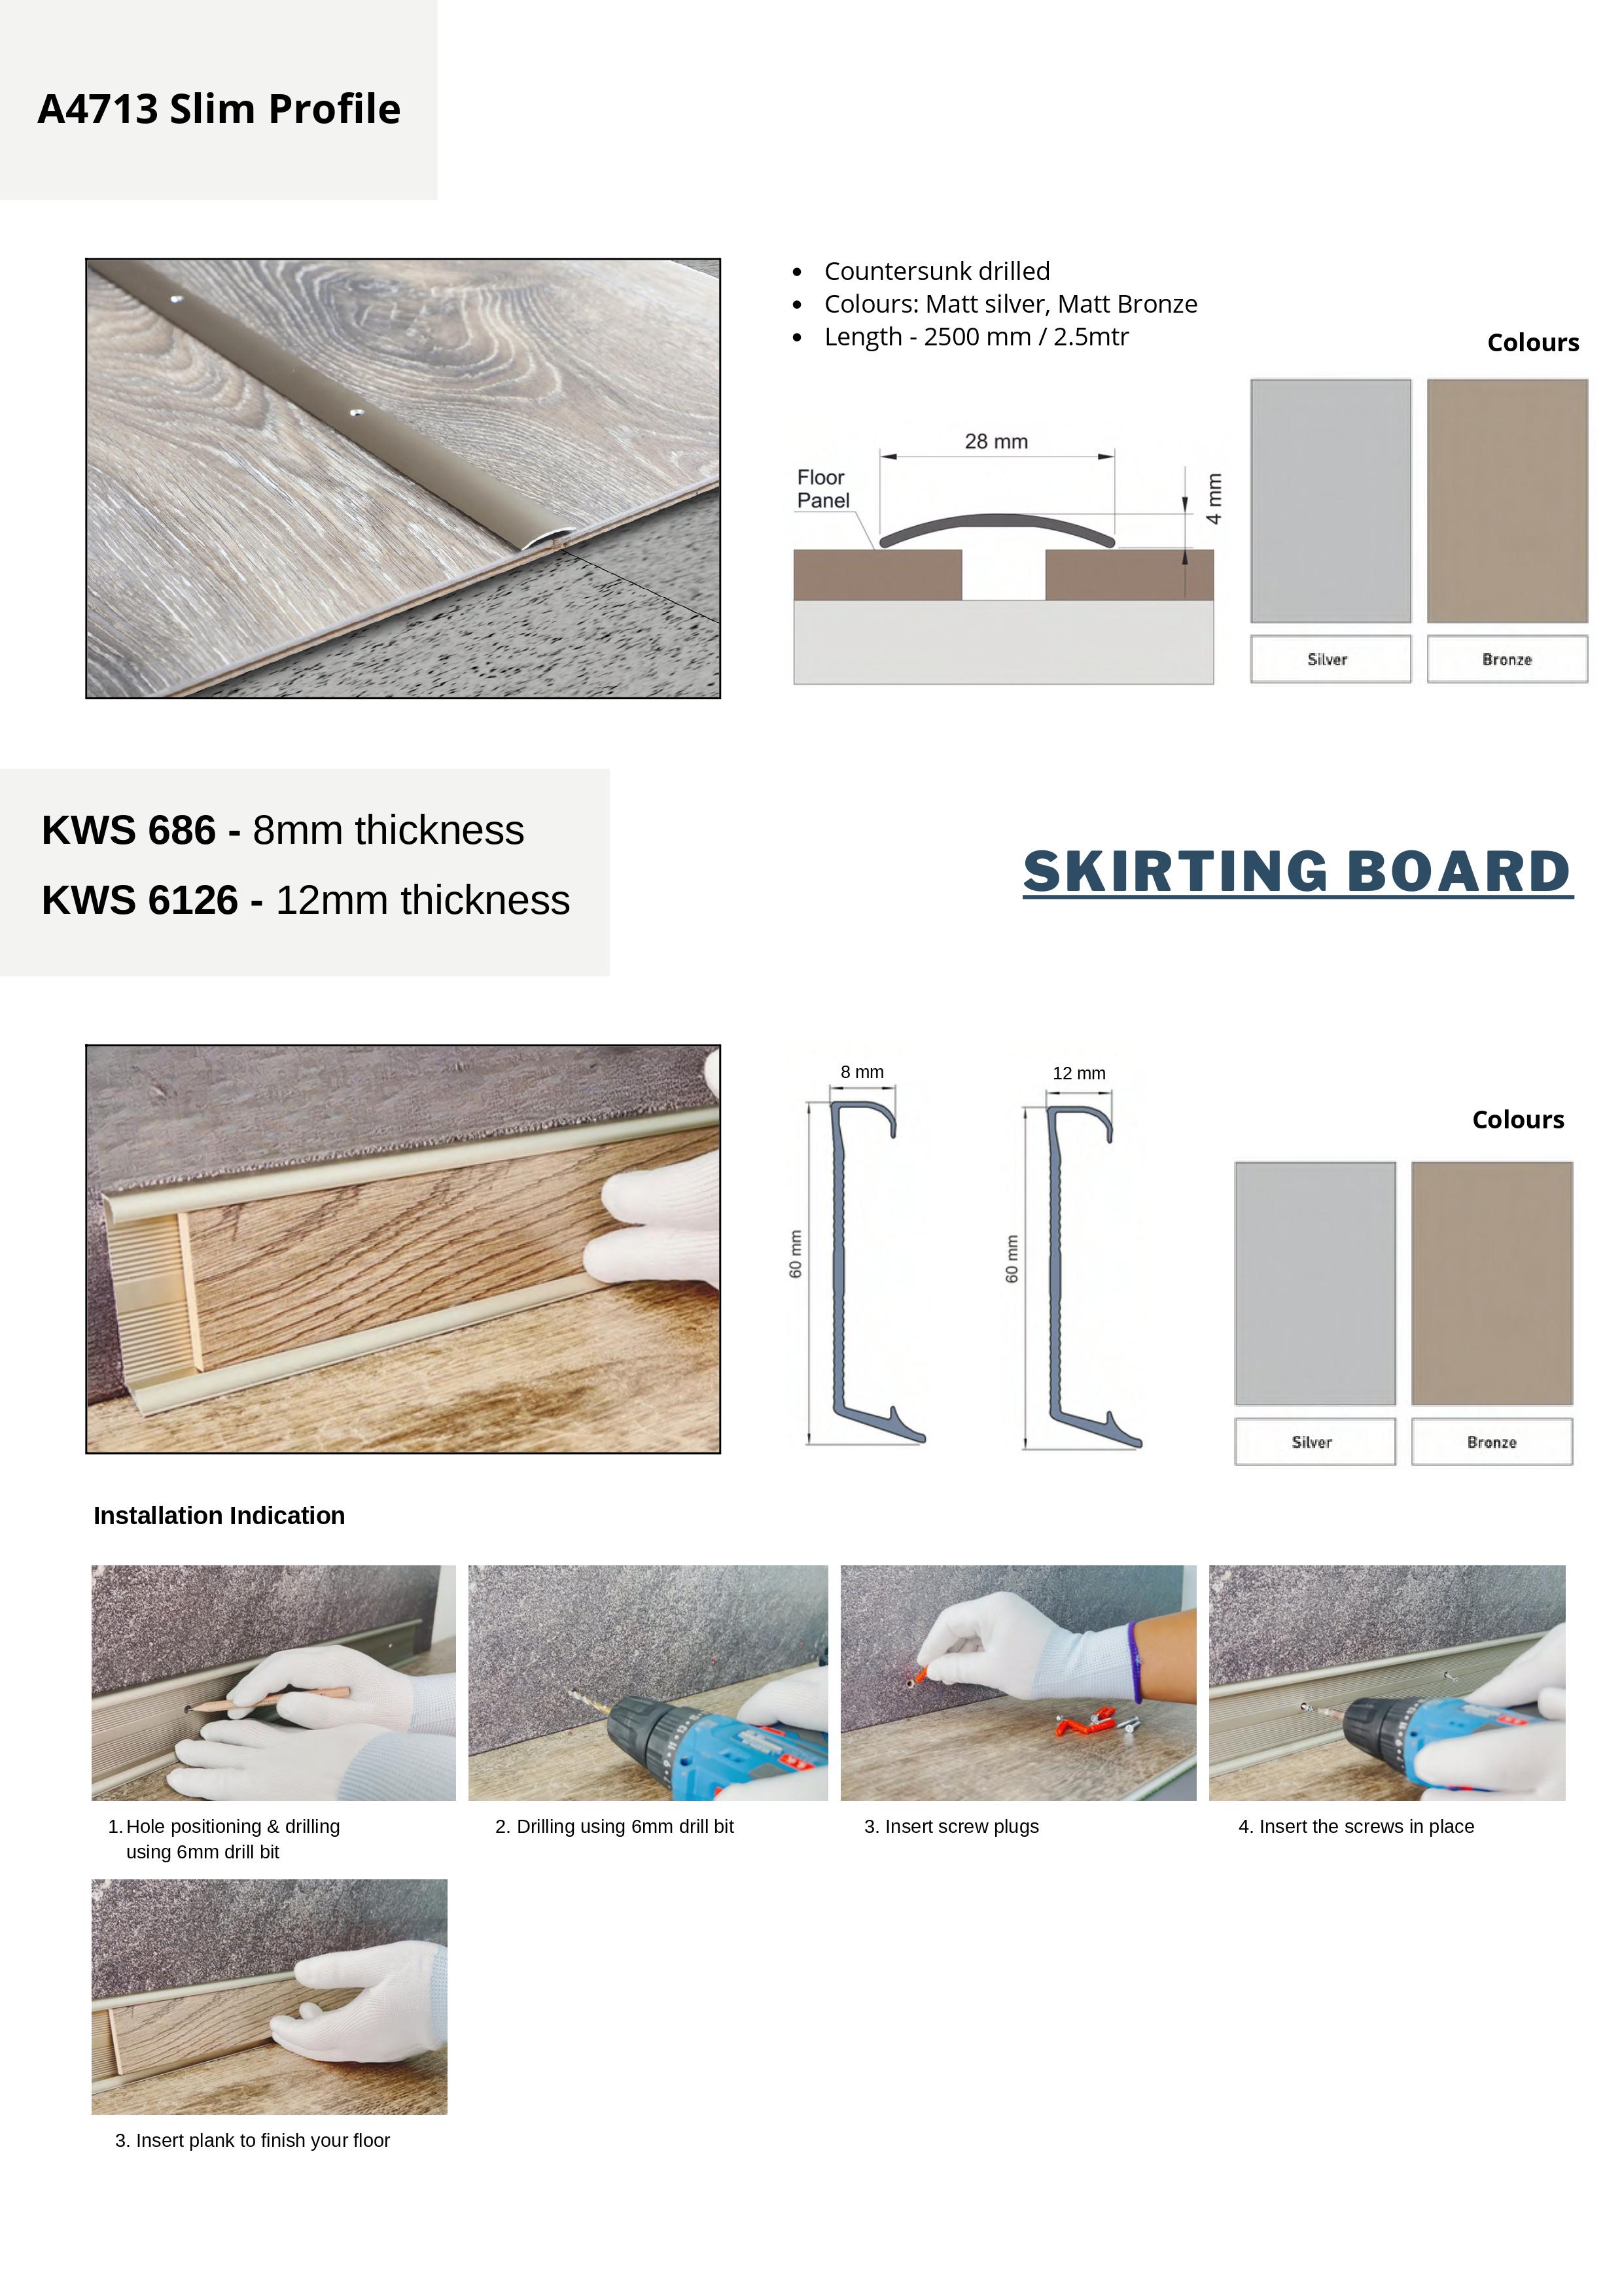 A4713 Slim Profile
• Countersunk drilled
• Colours: Matt silver, Matt Bronze
• Length - 2500 mm / 2.5mtr
Colours
28 mm
Floor
Panel
4 mm
Silver
Bronze
KWS 686 - 8mm thickness
KWS 6126 - 12mm thickness
SKIRTING BOARD
8 mm
12 mm
Colours
60 mm
60 mm
Silver
Bronze
Installation Indication
1. Hole positioning & drilling
using 6mm drill bit
2. Drilling using 6mm drill bit
3. Insert screw plugs
4. Insert the screws in place
3. Insert plank to finish your floor